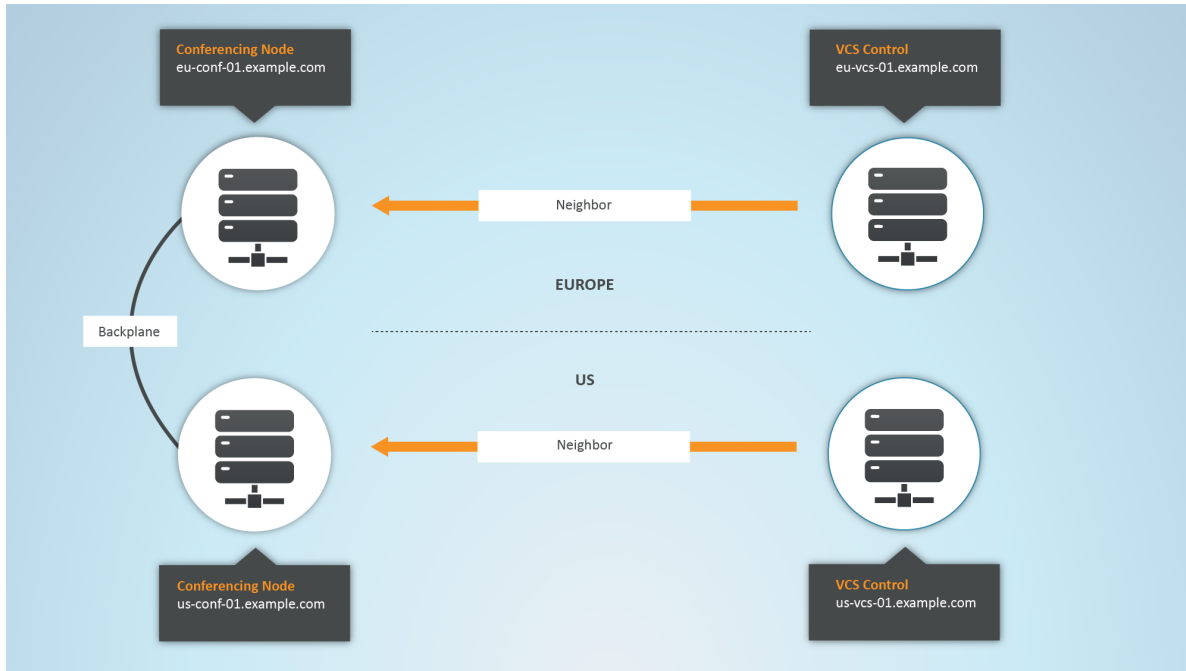 Conferencing Node
eu-conf-01.example.com
VCS Control
eu-vcs-01.example.com
Neighbor
EUROPE
Backplane
US
Neighbor
Conferencing Node
us-conf-01.example.com
VCS Control
us-vcs-01.example.com